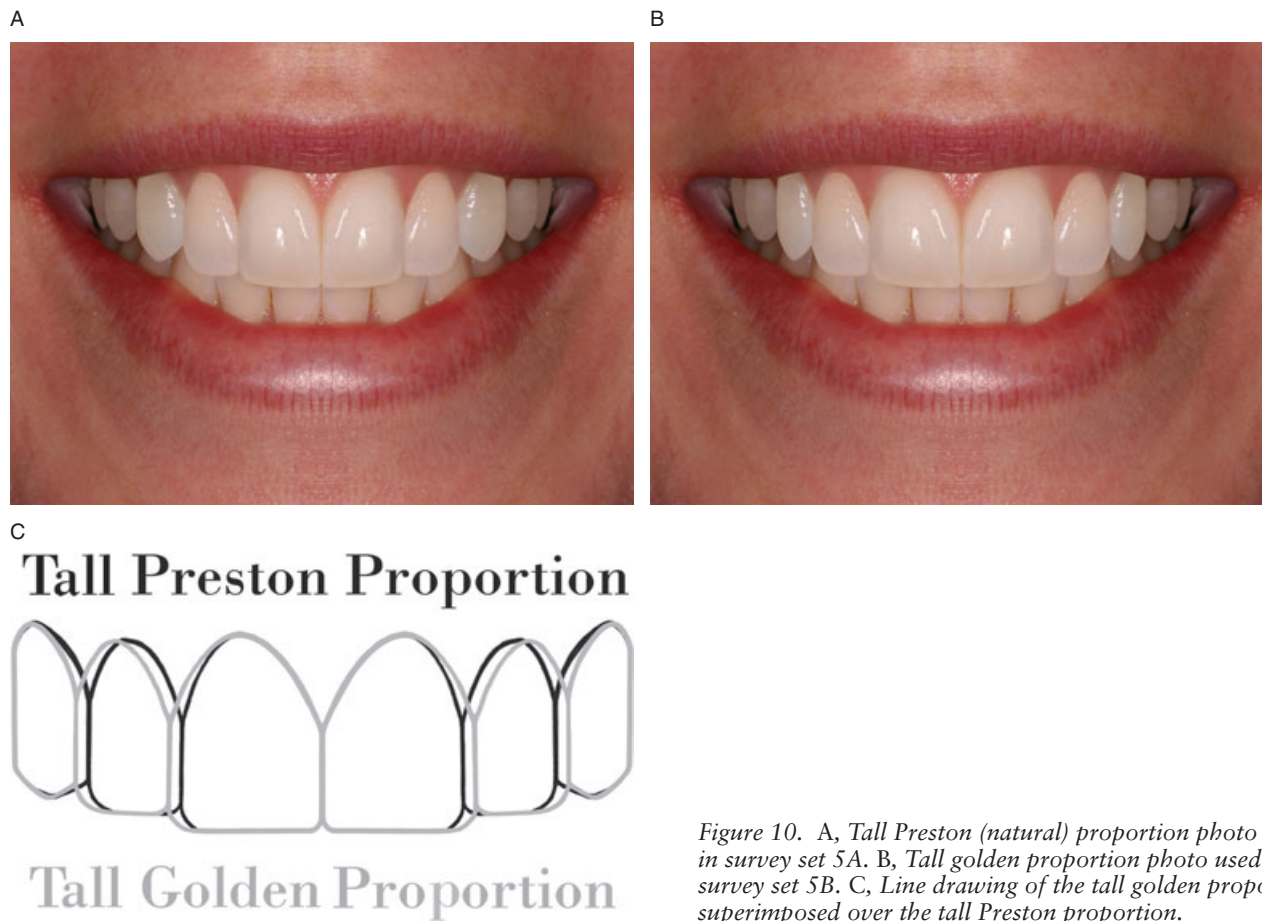 A
B
C
Tall Preston Proportion
Tall Golden Proportion
Figure 10. A, Tall Preston (natural) proportion photo
in survey set 5A. B, Tall golden proportion photo used
survey set 5B. C, Line drawing of the tall golden
superimposed over the tall Preston proportion.